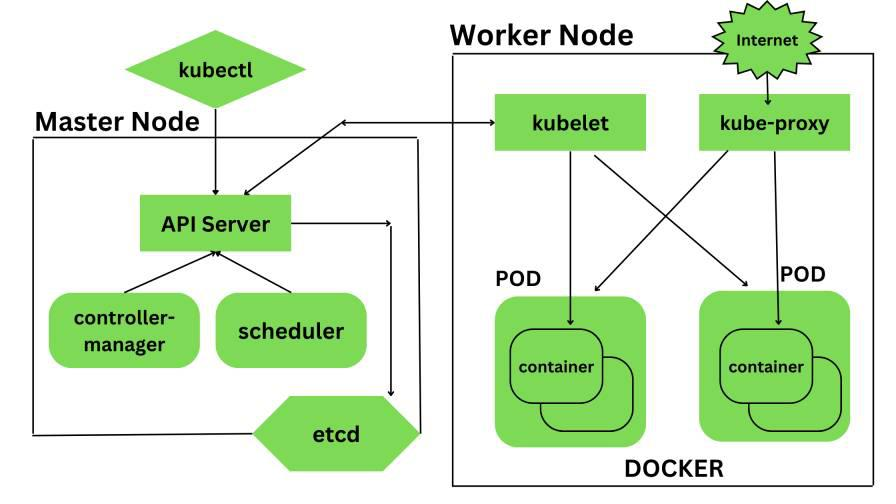 Worker Node
Internet
kubectl
Master Node
kubelet
kube-proxy
API Server
POD
POD
controller-
manager
scheduler
container
container
etcd
DOCKER